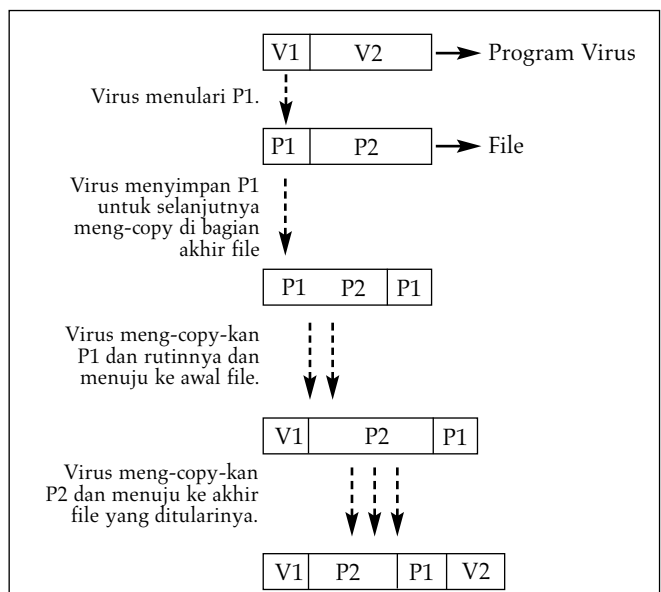 V1 V2 Program Virus
Virus menulari P1.
P1 P2 File
Virus menyimpan P1
untuk selanjutnya
meng-copy di bagian
akhir file
P1 P2 P1
Virus meng-copy-kan
P1 dan rutinnya dan
menuju ke awal file.
V1 P2 P1
Virus meng-copy-kan
P2 dan menuju ke akhir
file yang ditularinya.
V1 P2 P1 V2